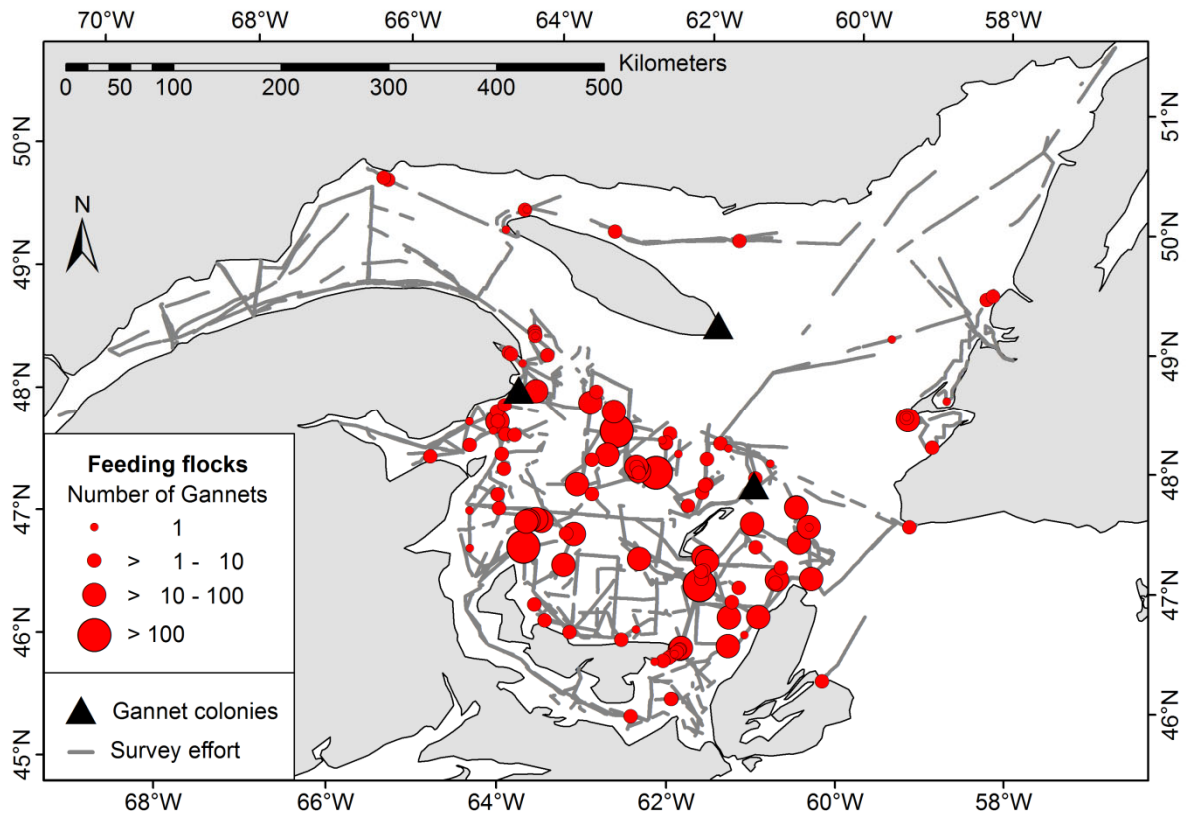 70°W 68°W 66°W 64°W 62°W 60°W 58°W
Kilometers
0 50 100 200 300 400 500
N
50°N
49°N
48°N
47°N
46°N
45°N
51°N
50°N
49°N
48°N
47°N
46°N
Feeding flocks
Number of Gannets
1
> 1 - 10
> 10 - 100
> 100
Gannet colonies
Survey effort
68°W 66°W 64°W 62°W 60°W 58°W